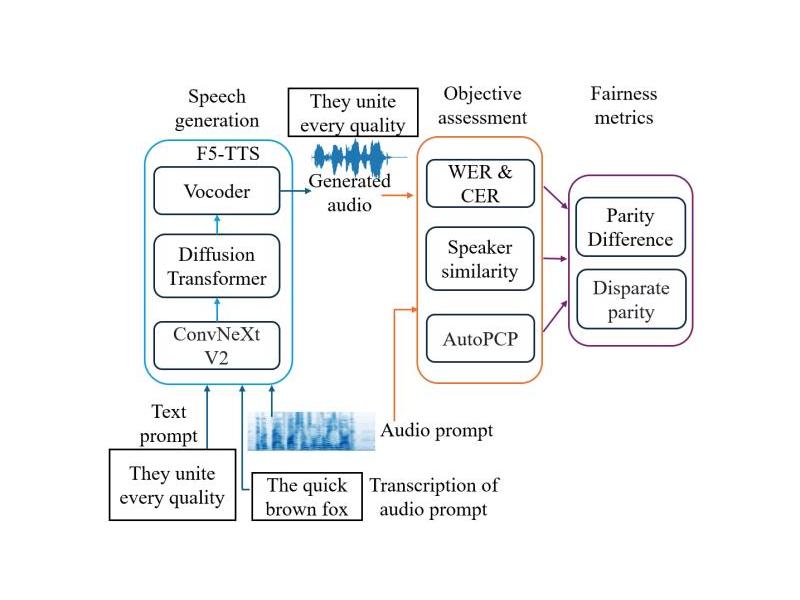 Speech
generation
They unite
every quality
Objective
assessment
Fairness
metrics
F5-TTS
Vocoder
Diffusion
Transformer
ConvNeXt
V2
Generated
audio
WER &
CER
Speaker
similarity
AutoPCP
Parity
Difference
Disparate
parity
Text
prompt
They unite
every quality
Audio prompt
The quick
brown fox
Transcription of
audio prompt